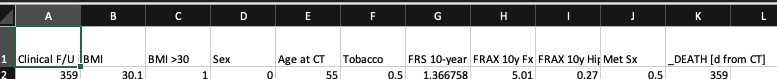 A B C D E F G H I J K L
1 Clinical F/U BMI BMI >30 Sex Age at CT Tobacco FRS 10-year FRAX 10y Fx FRAX 10y Hip Met Sx _DEATH [d from CT]
2 359 30.1 1 0 55 0.5 1.366758 5.01 0.27 0.5 359